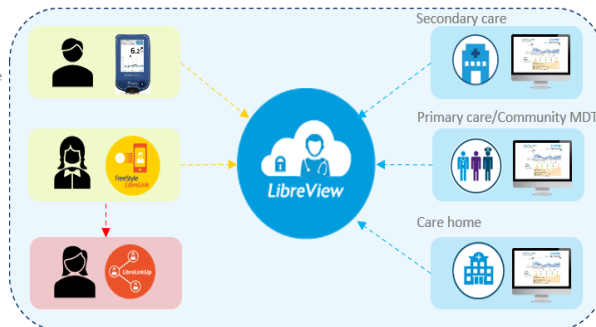 Secondary care
6.2
FreeStyle
LibreLink
Primary care/Community MDT
LibreView
LibreLinkUp
Care home